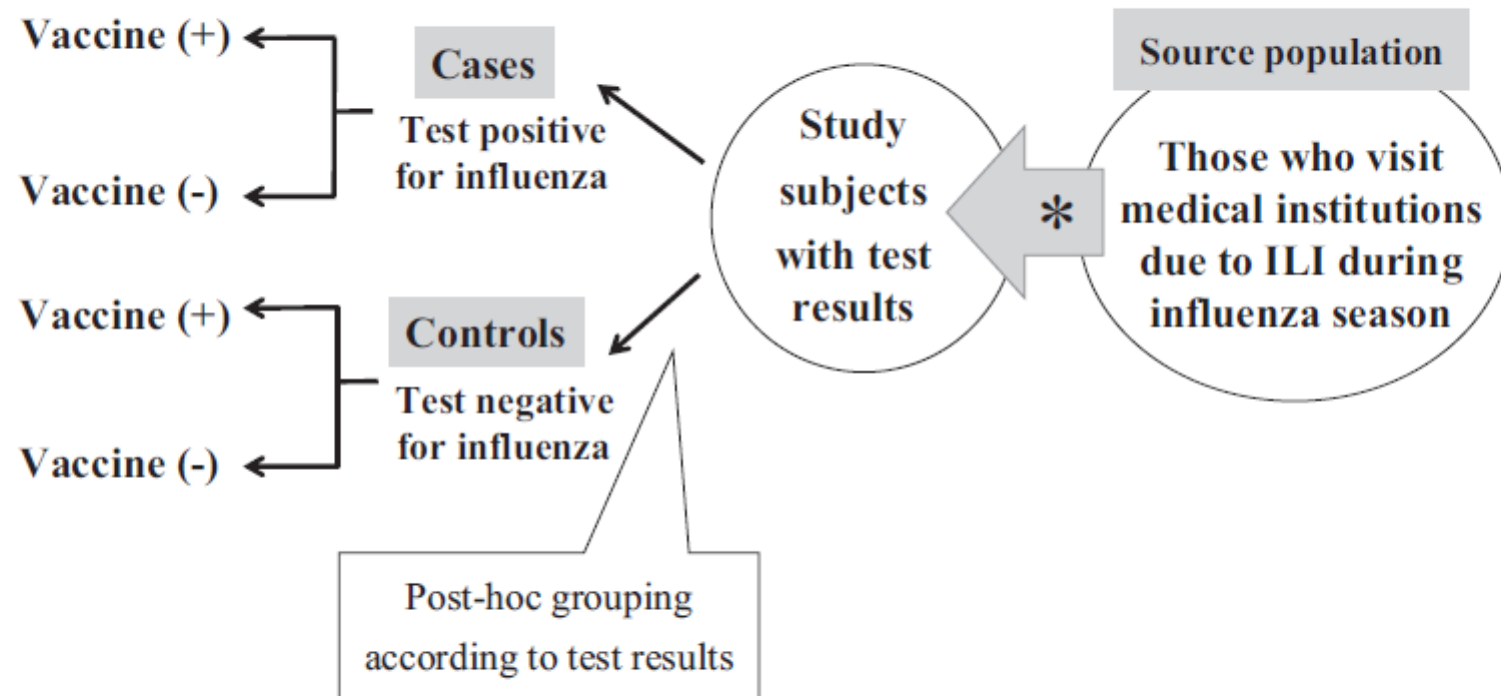 Vaccine (+)
Vaccine (-)
Cases
Test positive
for influenza
Vaccine (+)
Vaccine (-)
Controls
Test negative
for influenza
Post-hoc grouping
according to test results
Study
subjects
with test
results
*
Source population
Those who visit
medical institutions
due to ILI during
influenza season